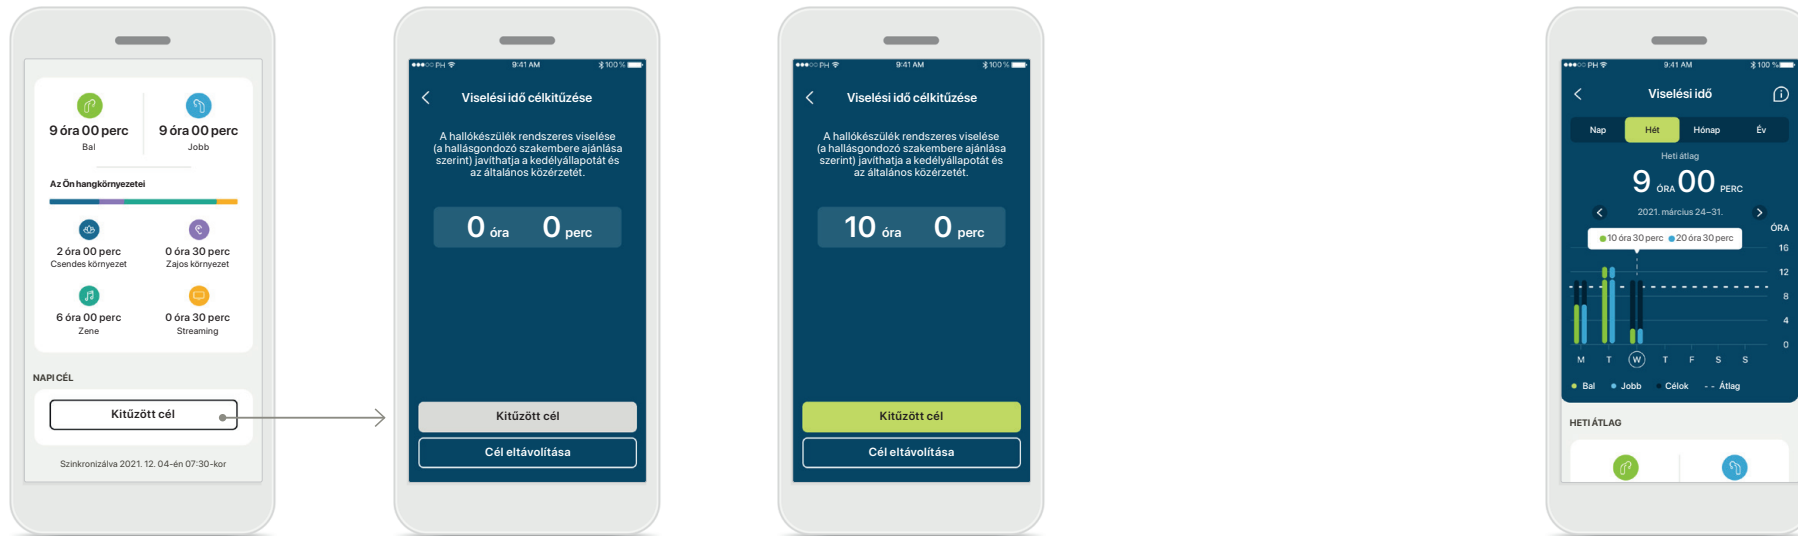 9 óra 00 perc
Bal
9 óra 00 perc
Jobb
Az Ön hangkörnyezetei
2 óra 00 perc
Csendes környezet
0 óra 30 perc
Zajos környezet
6 óra 00 perc
Zene
0 óra 30 perc
Streaming
NAPI CÉL
Kitűzött cél
Szinkronizálva 2021. 12. 04-én 07:30-kor
PH 9:41 AM 100 %
Viselési idő célkitűzése
A hallókészülék rendszeres viselése
(a hallásgondozó szakembere ajánlása
szerint) javíthatja a kedélyállapotát és
az általános közérzetét.
0 óra 0 perc
Kitűzött cél
Cél eltávolítása
PH 9:41 AM 100 %
Viselési idő célkitűzése
A hallókészülék rendszeres viselése
(a hallásgondozó szakembere ajánlása
szerint) javíthatja a kedélyállapotát és
az általános közérzetét.
10 óra 0 perc
Kitűzött cél
Cél eltávolítása
PH 9:41 AM 100 %
Viselési idő
Nap Hét Hónap Év
Heti átlag
9 ÓRA 00 PERC
2021. március 24–31.
ÓRA
10 óra 30 perc 20 óra 30 perc
16
12
8
4
0
M T W T F S S
Bal Jobb Célok -- Átlag
HETI ÁTLAG